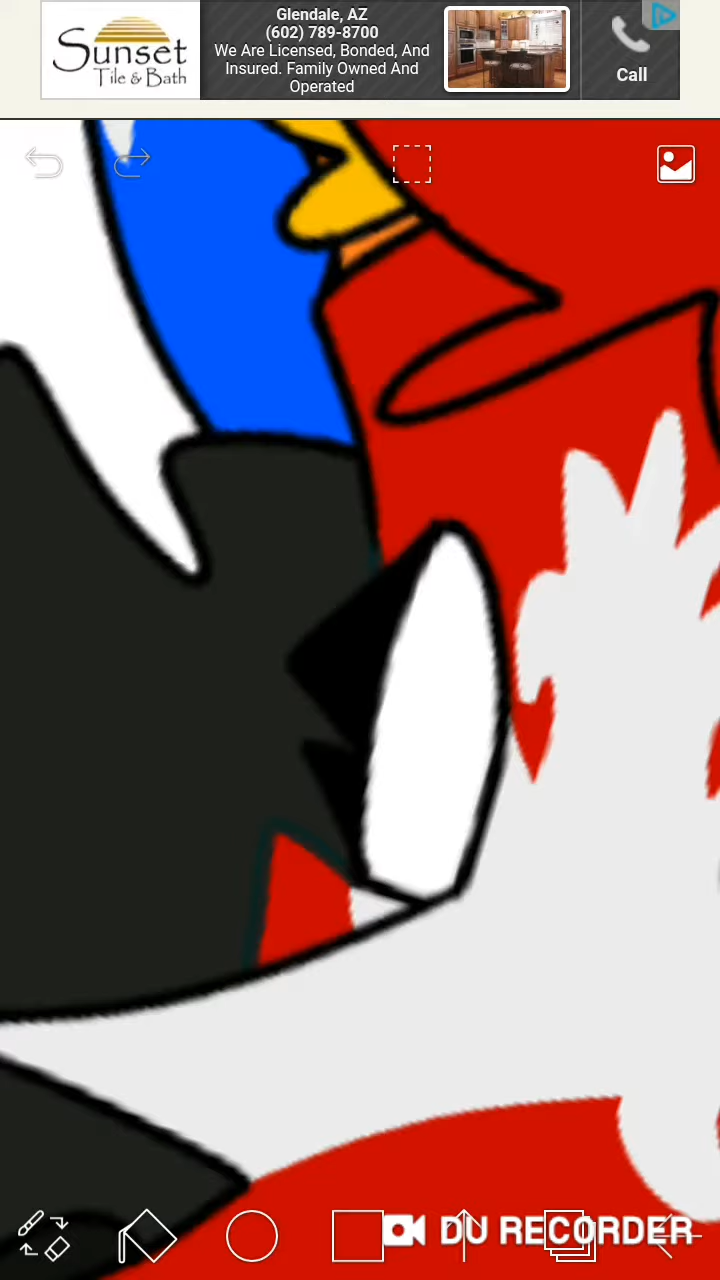 Sunset
Tile & Bath
Glendale, AZ
(602) 789-8700
We Are Licensed, Bonded, And
Insured. Family Owned And
Operated
Call
DU RECORDER